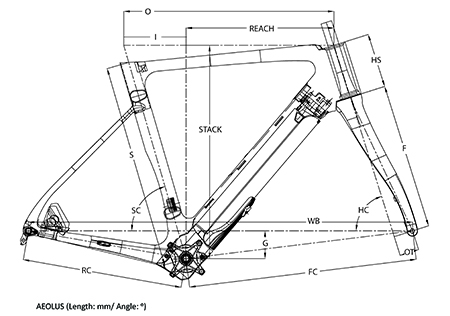 O
I
REACH
HS
STACK
S
F
SC
HC
WB
G
OT
RC
FC
AEOLUS (Length: mm/ Angle: °)